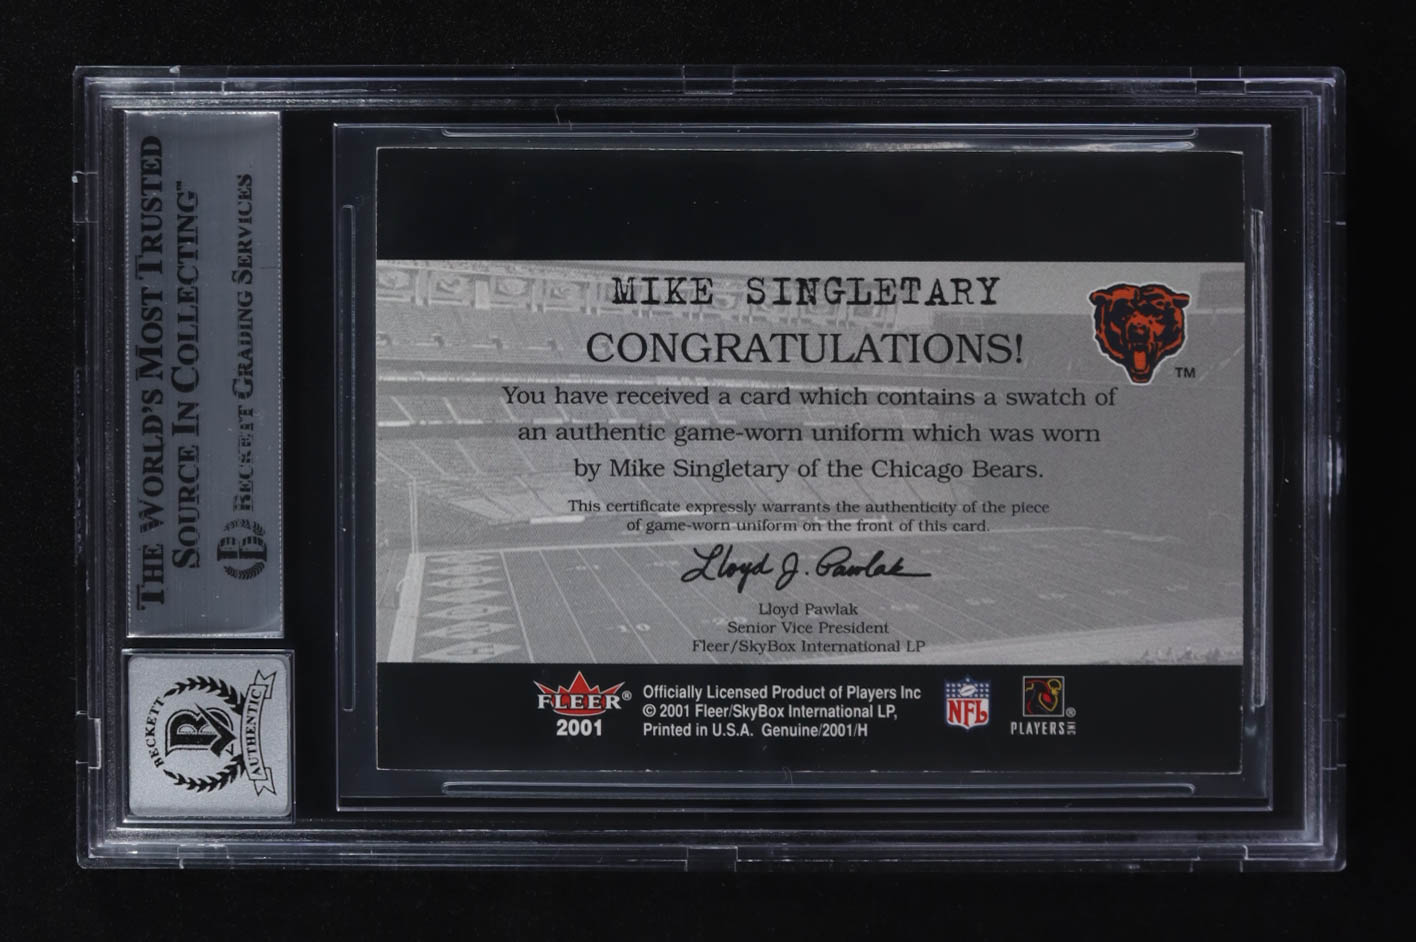 THE WORLD'S MOST TRUSTED
SOURCE IN COLLECTING™
BECKETT GRADING SERVICES
BECKETT
AUTHENTIC
MIKE SINGLETARY
CONGRATULATIONS!
You have received a card which contains a swatch of
an authentic game-worn uniform which was worn
by Mike Singletary of the Chicago Bears.
TM
This certificate expressly warrants the authenticity of the piece
of game-worn uniform on the front of this card.
Lloyd J. Pawlak
Lloyd Pawlak
Senior Vice President
Fleer/SkyBox International LP
FLEER®
2001
Officially Licensed Product of Players Inc
© 2001 Fleer/SkyBox International LP,
Printed in U.S.A. Genuine/2001/H
NFL
PLAYERS INC®